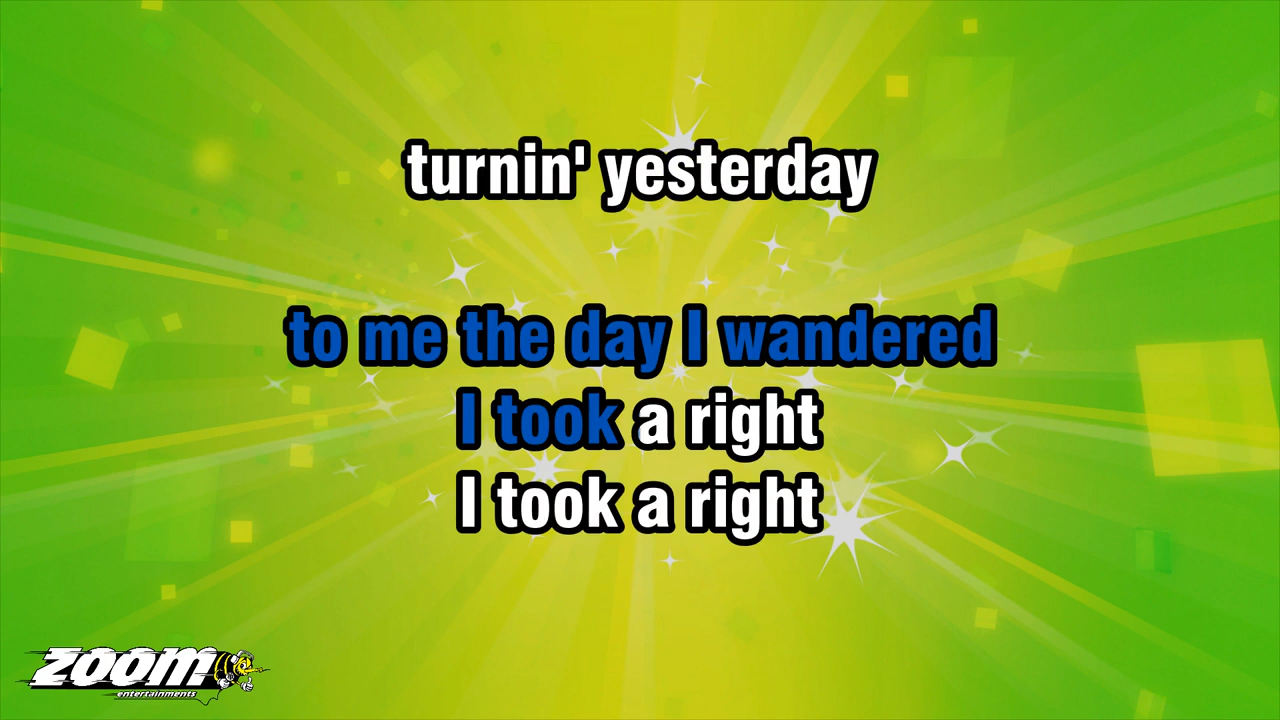 turnin' yesterday
to me the day I wandered
I took a right
I took a right
ZOOM
entertainments